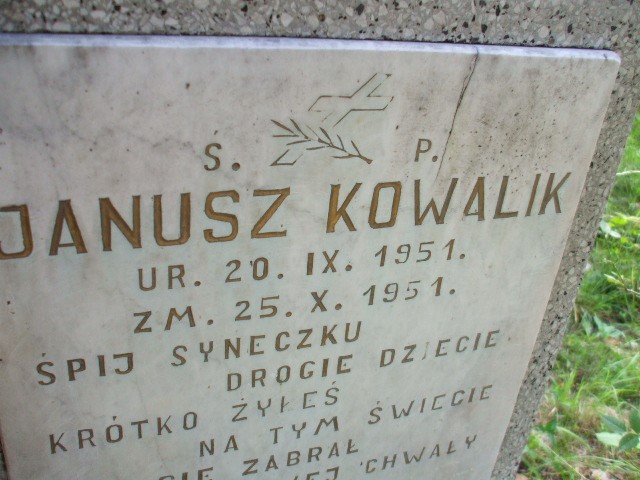 Ś. P.
JANUSZ KOWALIK
UR. 20. IX. 1951.
ZM. 25. X. 1951.
ŚPIJ SYNECZKU
DROGIE DZIECIE
KRÓTKO ŻYŁEŚ
NA TYM ŚWIECIE
ZABRAŁ
CHWAŁY